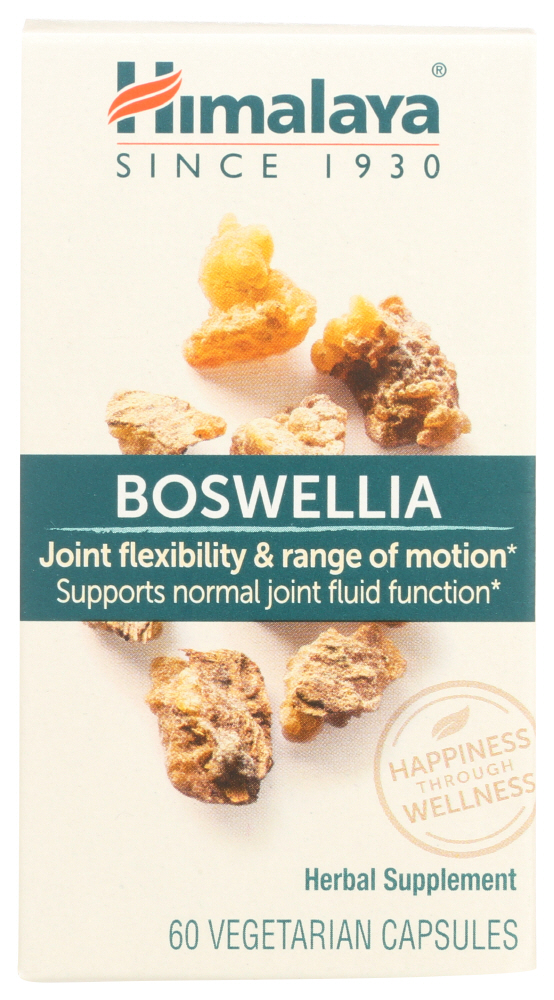 Himalaya®
SINCE 1930
BOSWELLIA
Joint flexibility & range of motion*
Supports normal joint fluid function*
HAPPINESS
THROUGH
WELLNESS
Herbal Supplement
60 VEGETARIAN CAPSULES